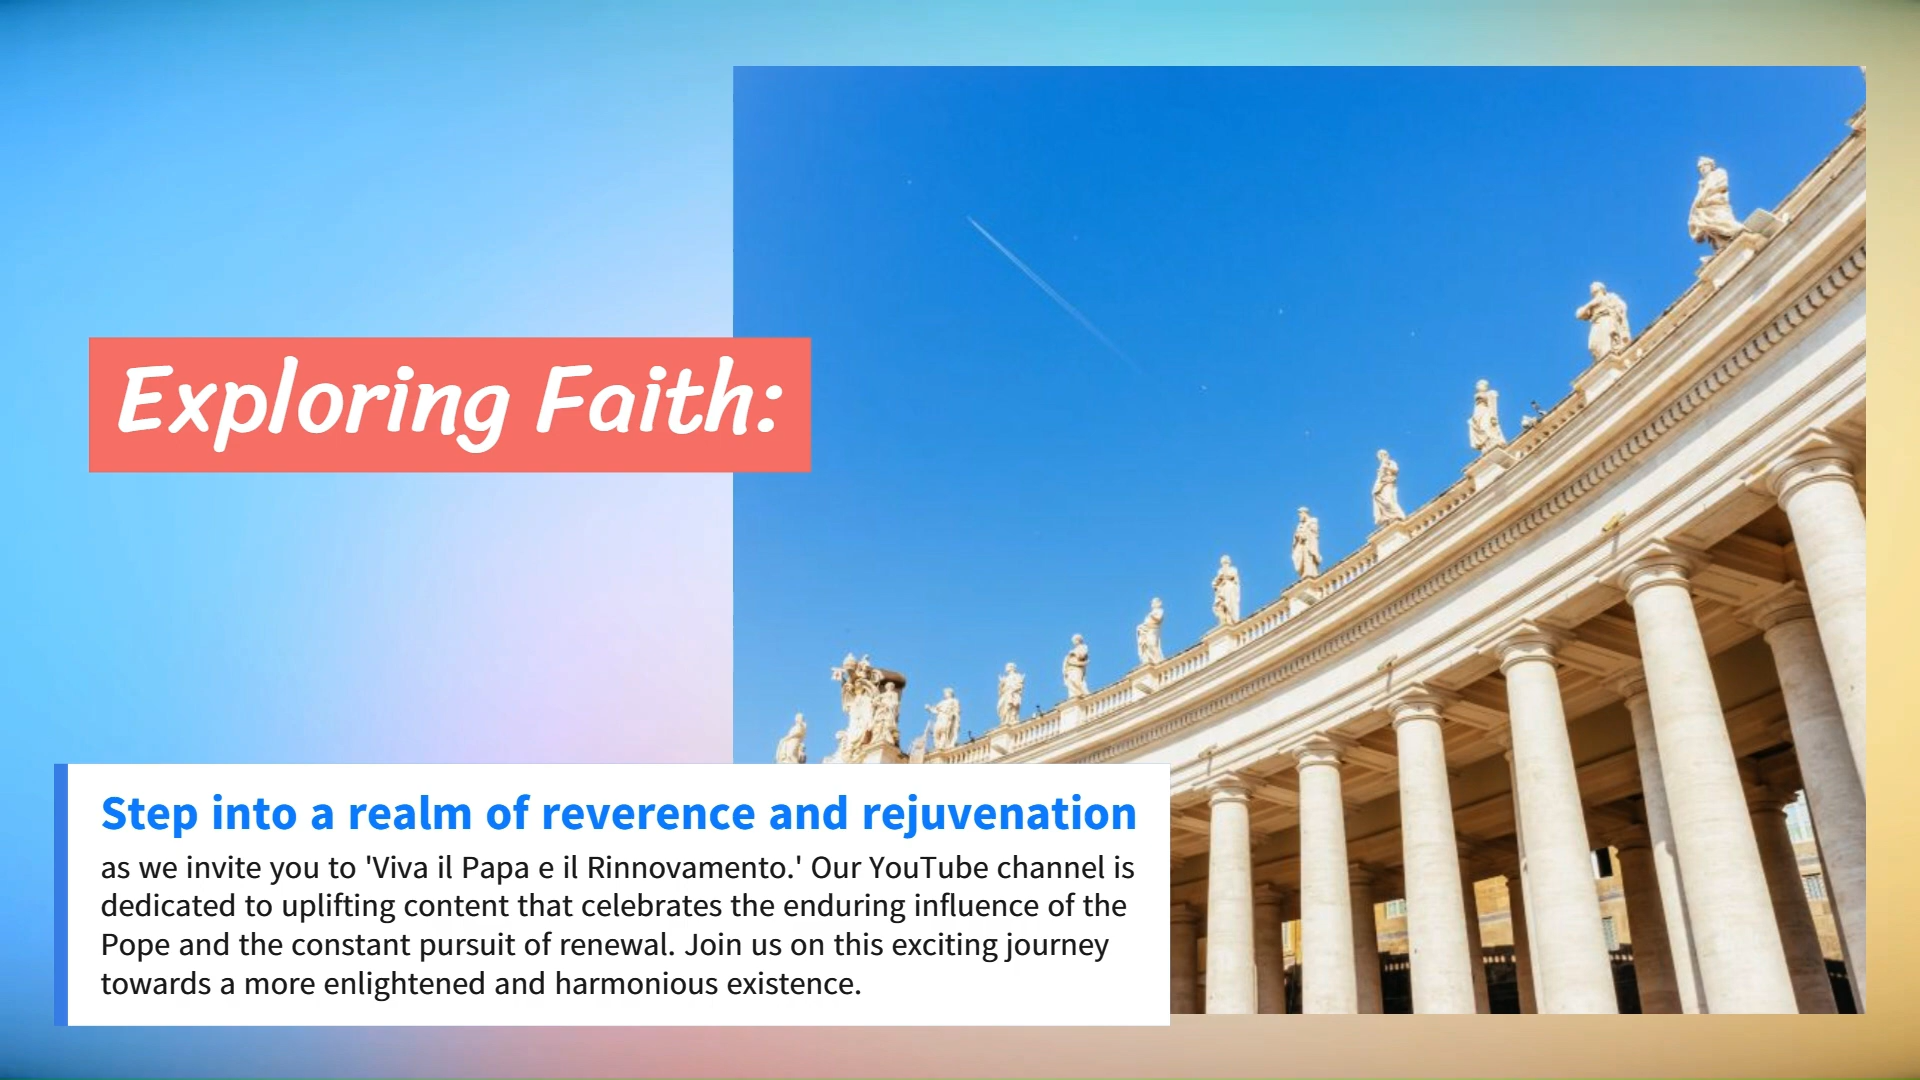 Exploring Faith:
Step into a realm of reverence and rejuvenation
as we invite you to 'Viva il Papa e il Rinnovamento.' Our YouTube channel is
dedicated to uplifting content that celebrates the enduring influence of the
Pope and the constant pursuit of renewal. Join us on this exciting journey
towards a more enlightened and harmonious existence.